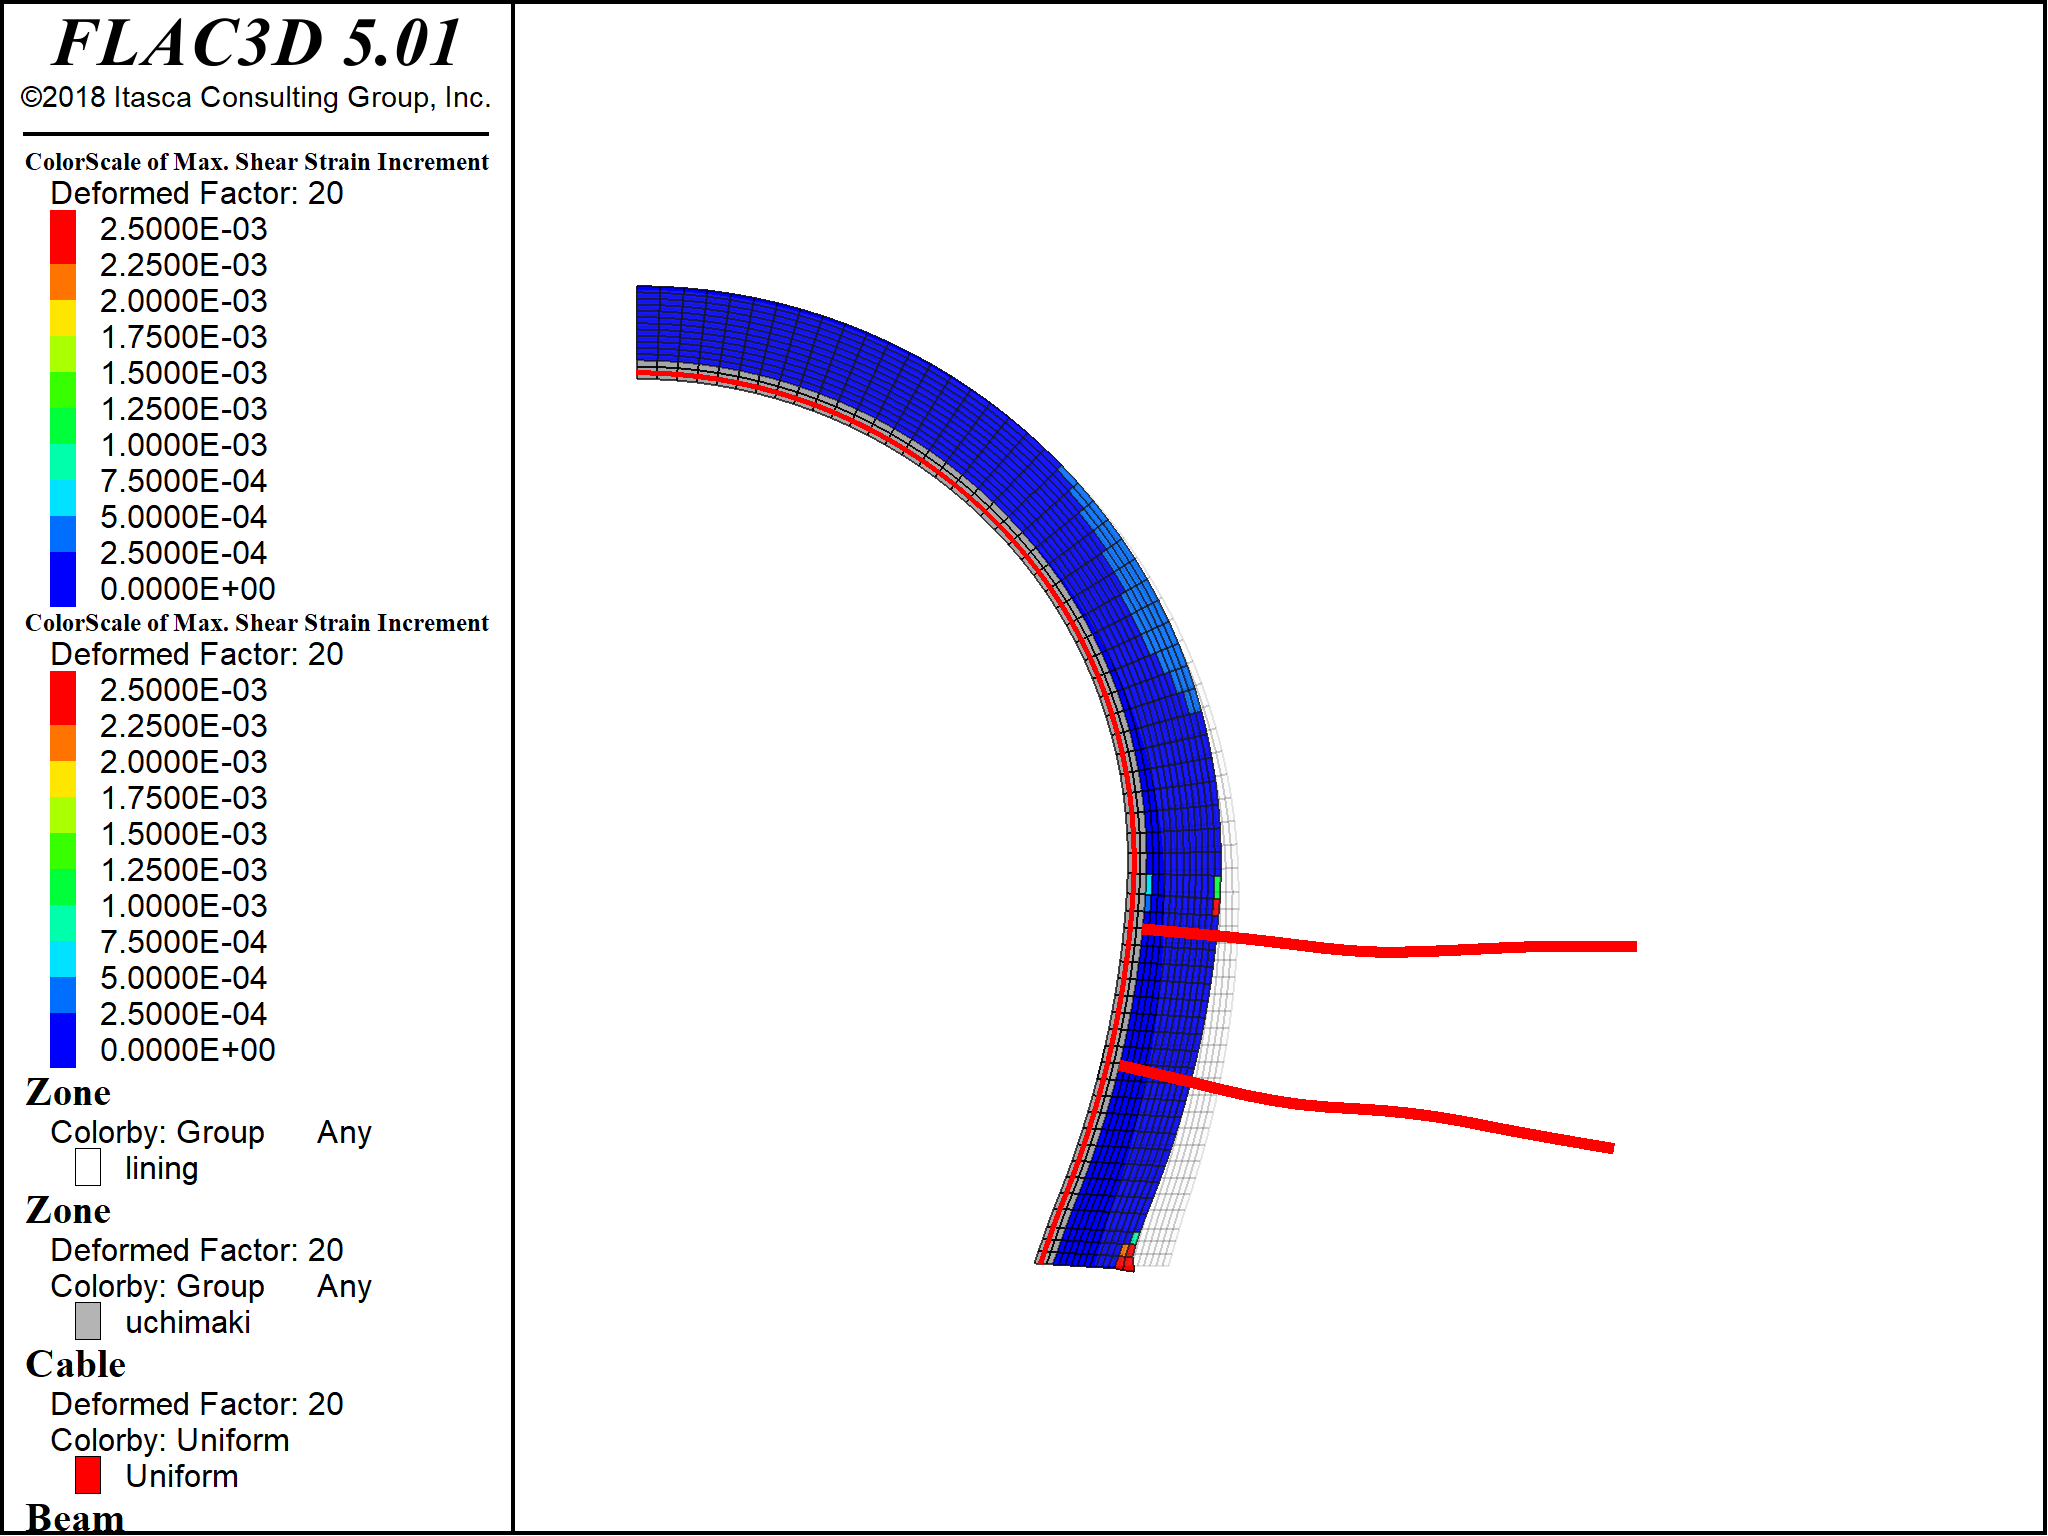 FLAC3D 5.01
©2018 Itasca Consulting Group, Inc.
ColorScale of Max. Shear Strain Increment
Deformed Factor: 20
2.5000E-03
2.2500E-03
2.0000E-03
1.7500E-03
1.5000E-03
1.2500E-03
1.0000E-03
7.5000E-04
5.0000E-04
2.5000E-04
0.0000E+00
ColorScale of Max. Shear Strain Increment
Deformed Factor: 20
2.5000E-03
2.2500E-03
2.0000E-03
1.7500E-03
1.5000E-03
1.2500E-03
1.0000E-03
7.5000E-04
5.0000E-04
2.5000E-04
0.0000E+00
Zone
Colorby: Group Any
lining
Zone
Deformed Factor: 20
Colorby: Group Any
uchimaki
Cable
Deformed Factor: 20
Colorby: Uniform
Uniform
Beam